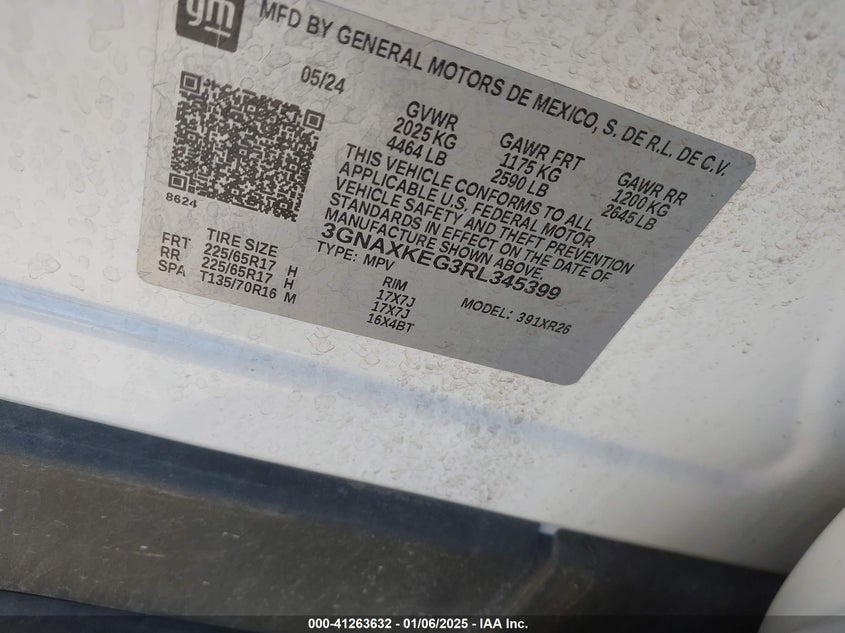 gm
MFD BY GENERAL MOTORS DE MEXICO, S. DE R.L. DE C.V.
05/24
GVWR
2025 KG
4464 LB
GAWR FRT
1175 KG
2590 LB
GAWR RR
1200 KG
2645 LB
THIS VEHICLE CONFORMS TO ALL
APPLICABLE U.S. FEDERAL MOTOR
VEHICLE SAFETY AND THEFT PREVENTION
STANDARDS IN EFFECT ON THE DATE OF
MANUFACTURE SHOWN ABOVE.
3GNAXKEG3RL345399
TYPE: MPV
MODEL: 391XR26
8624
TIRE SIZE
RIM
FRT 225/65R17 H 17X7J
RR 225/65R17 H 17X7J
SPA T135/70R16 M 16X4BT
000-41263632 - 01/06/2025 - IAA Inc.